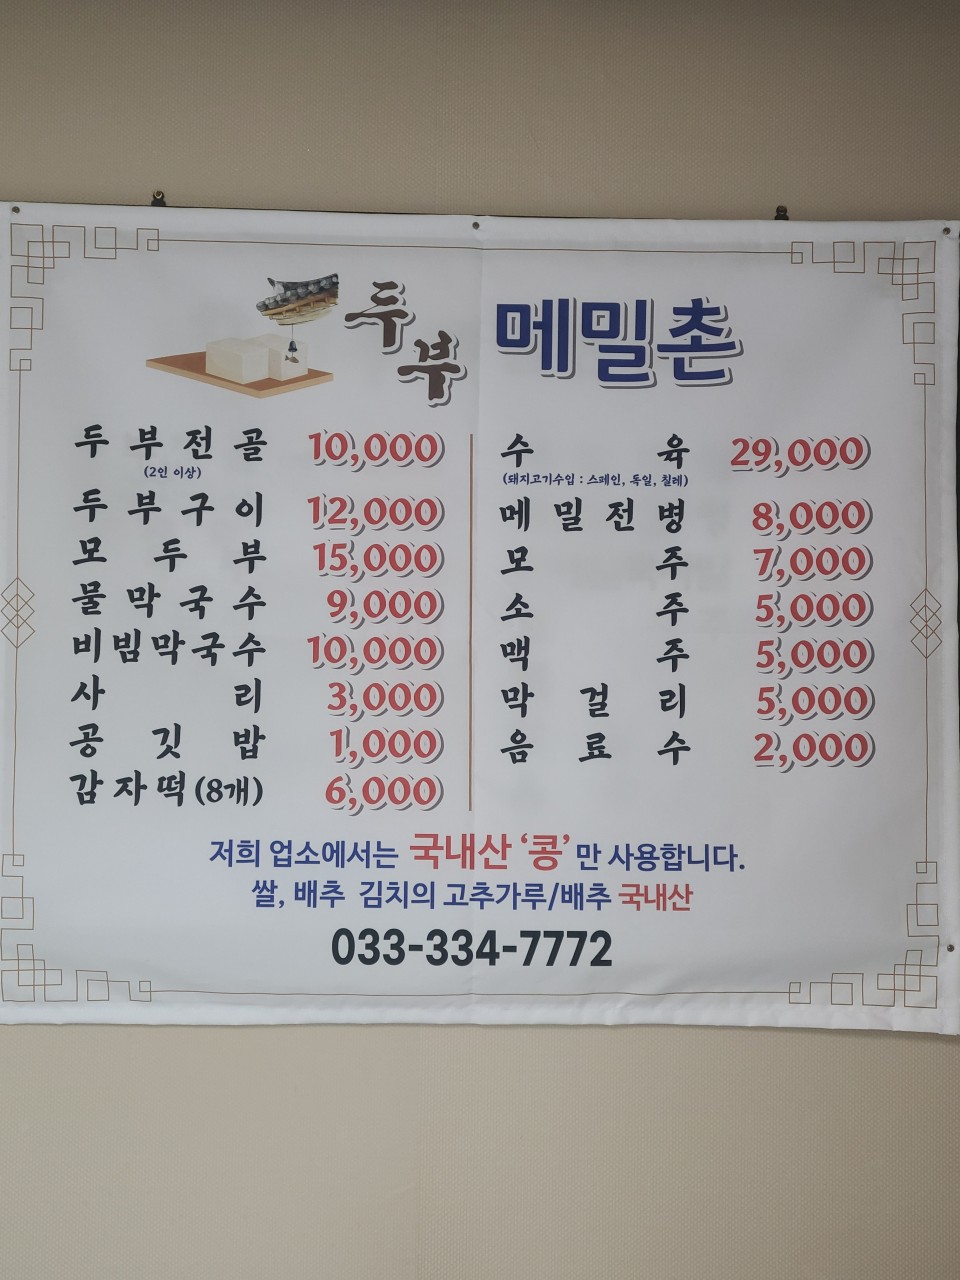 두부 메밀촌
두부전골 10,000
(2인 이상)
두부구이 12,000
모두부 15,000
물막국수 9,000
비빔막국수 10,000
사리 3,000
공깃밥 1,000
감자떡(8개) 6,000
수육 29,000
(돼지고기수입 : 스페인, 독일, 칠레)
메밀전병 8,000
모주 7,000
소주 5,000
맥주 5,000
막걸리 5,000
음료수 2,000
저희 업소에서는 국내산 ‘콩’만 사용합니다.
쌀, 배추 김치의 고추가루/배추 국내산
033-334-7772